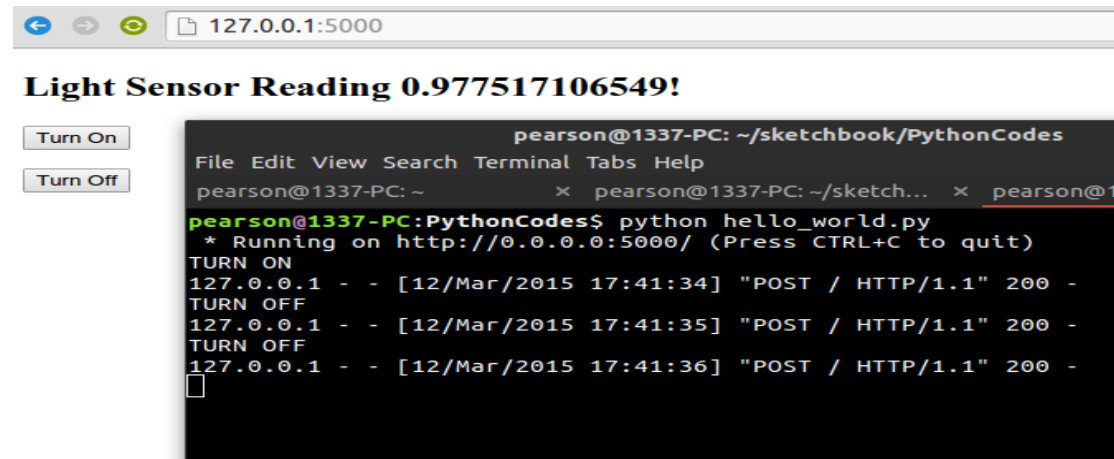 127.0.0.1:5000
Light Sensor Reading 0.977517106549!
Turn On
Turn Off
pearson@1337-PC: ~/sketchbook/PythonCodes
File Edit View Search Terminal Tabs Help
pearson@1337-PC: ~ × pearson@1337-PC: ~/sketch... × pearson@1
pearson@1337-PC:PythonCodes$ python hello_world.py
* Running on http://0.0.0.0:5000/ (Press CTRL+C to quit)
TURN ON
127.0.0.1 - - [12/Mar/2015 17:41:34] "POST / HTTP/1.1" 200 -
TURN OFF
127.0.0.1 - - [12/Mar/2015 17:41:35] "POST / HTTP/1.1" 200 -
TURN OFF
127.0.0.1 - - [12/Mar/2015 17:41:36] "POST / HTTP/1.1" 200 -